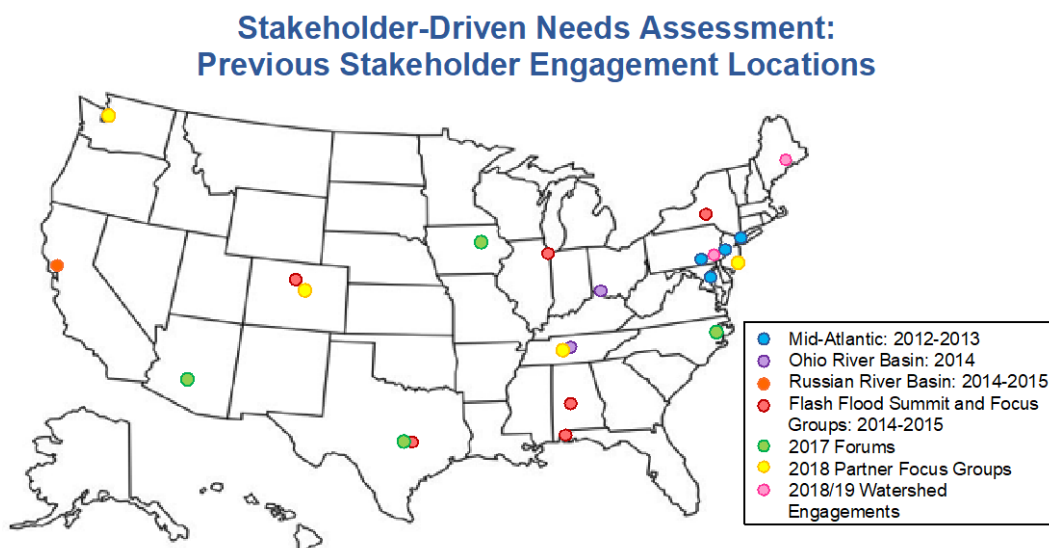 Stakeholder-Driven Needs Assessment:
Previous Stakeholder Engagement Locations
Mid-Atlantic: 2012-2013
Ohio River Basin: 2014
Russian River Basin: 2014-2015
Flash Flood Summit and Focus
Groups: 2014-2015
2017 Forums
2018 Partner Focus Groups
2018/19 Watershed
Engagements